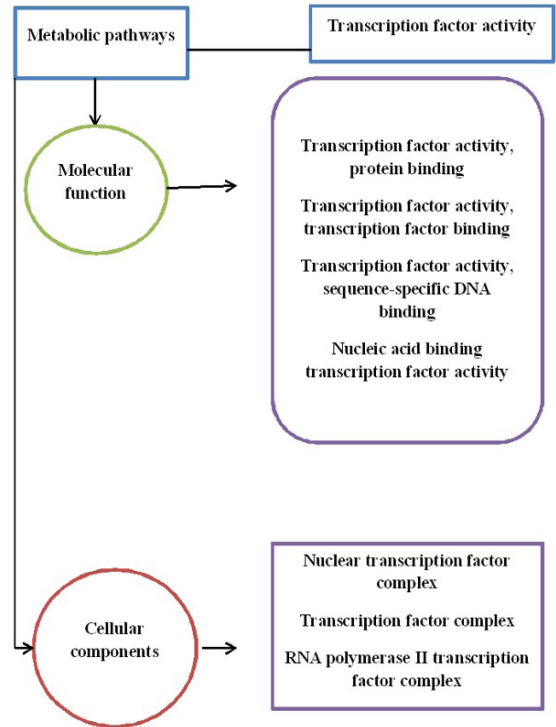 Metabolic pathways
Transcription factor activity
Molecular
function
Transcription factor activity,
protein binding
Transcription factor activity,
transcription factor binding
Transcription factor activity,
sequence-specific DNA
binding
Nucleic acid binding
transcription factor activity
Cellular
components
Nuclear transcription factor
complex
Transcription factor complex
RNA polymerase II transcription
factor complex